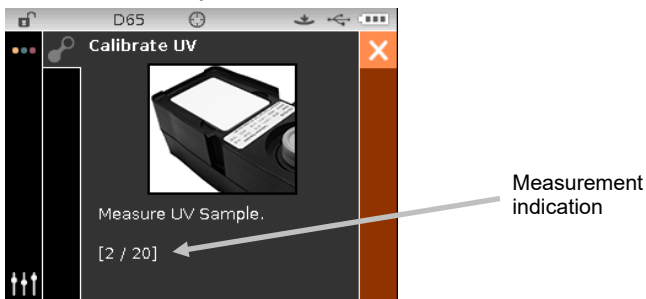 D65
Calibrate UV
Measure UV Sample.
[2 / 20]
Measurement
indication